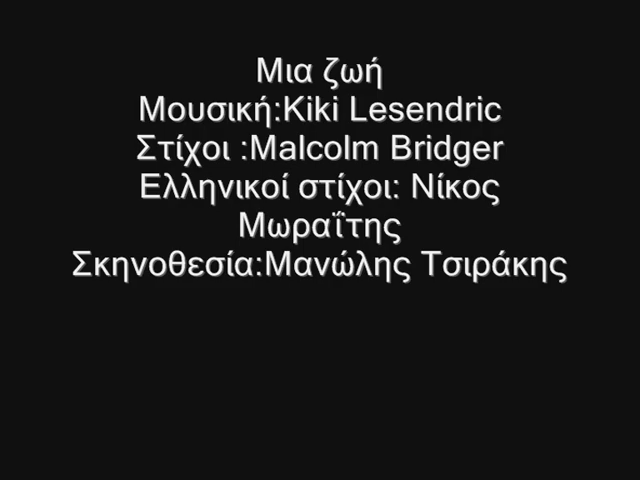 Μια ζωή
Μουσική:Kiki Lesendric
Στίχοι :Malcolm Bridger
Ελληνικοί στίχοι: Νίκος
Μωραΐτης
Σκηνοθεσία:Μανώλης Τσιράκης